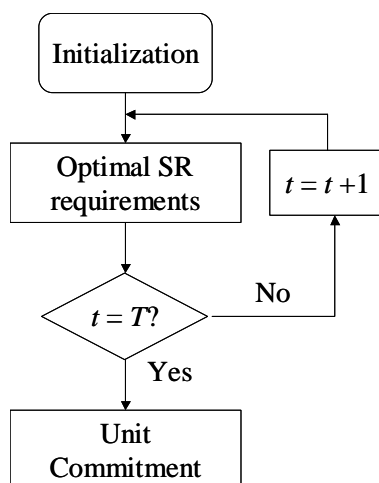 Initialization
Optimal SR
requirements
t = t +1
t = T?
No
Yes
Unit
Commitment